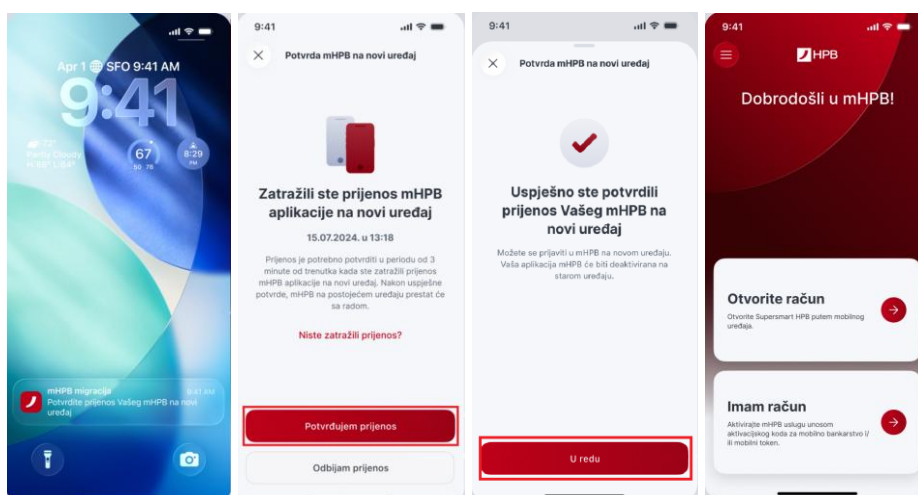 Apr 1 SFO 9:41 AM
9:41
72°
Partly Cloudy
67
50 76
8:29
PM
mHPB migracija 9:41 AM
Potvrdite prijenos Vašeg mHPB na novi
uređaj
9:41
Potvrda mHPB na novi uređaj
Zatražili ste prijenos mHPB
aplikacije na novi uređaj
15.07.2024. u 13:18
Prijenos je potrebno potvrditi u periodu od 3
minute od trenutka kada ste zatražili prijenos
mHPB aplikacije na novi uređaj. Nakon uspješne
potvrde, mHPB na postojećem uređaju prestat će
sa radom.
Niste zatražili prijenos?
Potvrđujem prijenos
Odbijam prijenos
9:41
Potvrda mHPB na novi uređaj
Uspješno ste potvrdili
prijenos Vašeg mHPB na
novi uređaj
Možete se prijaviti u mHPB na novom uređaju.
Vaša aplikacija mHPB će biti deaktivirana na
starom uređaju.
U redu
9:41
HPB
Dobrodošli u mHPB!
Otvorite račun
Otvorite Supersmart HPB putem mobilnog
uređaja.
Imam račun
Aktivirajte mHPB uslugu unosom
aktivacijskog koda za mobilno bankarstvo i/
ili mobilni token.